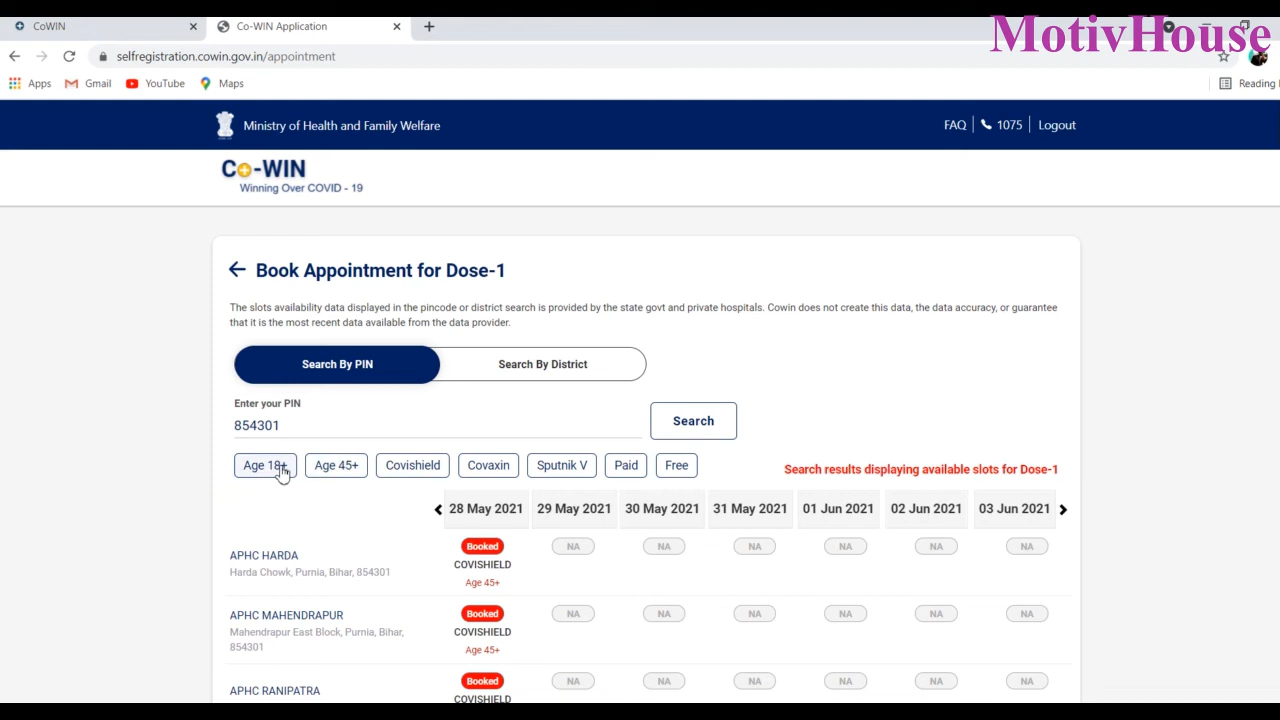 CoWIN
Co-WIN Application
MotivHouse
selfregistration.cowin.gov.in/appointment
Apps Gmail YouTube Maps
Reading
Ministry of Health and Family Welfare
FAQ 1075 Logout
Co-WIN
Winning Over COVID - 19
Book Appointment for Dose-1
The slots availability data displayed in the pincode or district search is provided by the state govt and private hospitals. Cowin does not create this data, the data accuracy, or guarantee
that it is the most recent data available from the data provider.
Search By PIN Search By District
Enter your PIN
854301
Search
Age 18+ Age 45+ Covishield Covaxin Sputnik V Paid Free
Search results displaying available slots for Dose-1
28 May 2021 29 May 2021 30 May 2021 31 May 2021 01 Jun 2021 02 Jun 2021 03 Jun 2021
APHC HARDA
Harda Chowk, Purnia, Bihar, 854301
Booked NA NA NA NA NA NA
COVISHIELD
Age 45+
APHC MAHENDRAPUR
Mahendrapur East Block, Purnia, Bihar,
854301
Booked NA NA NA NA NA NA
COVISHIELD
Age 45+
APHC RANIPATRA
Booked NA NA NA NA NA NA
COVISHIELD